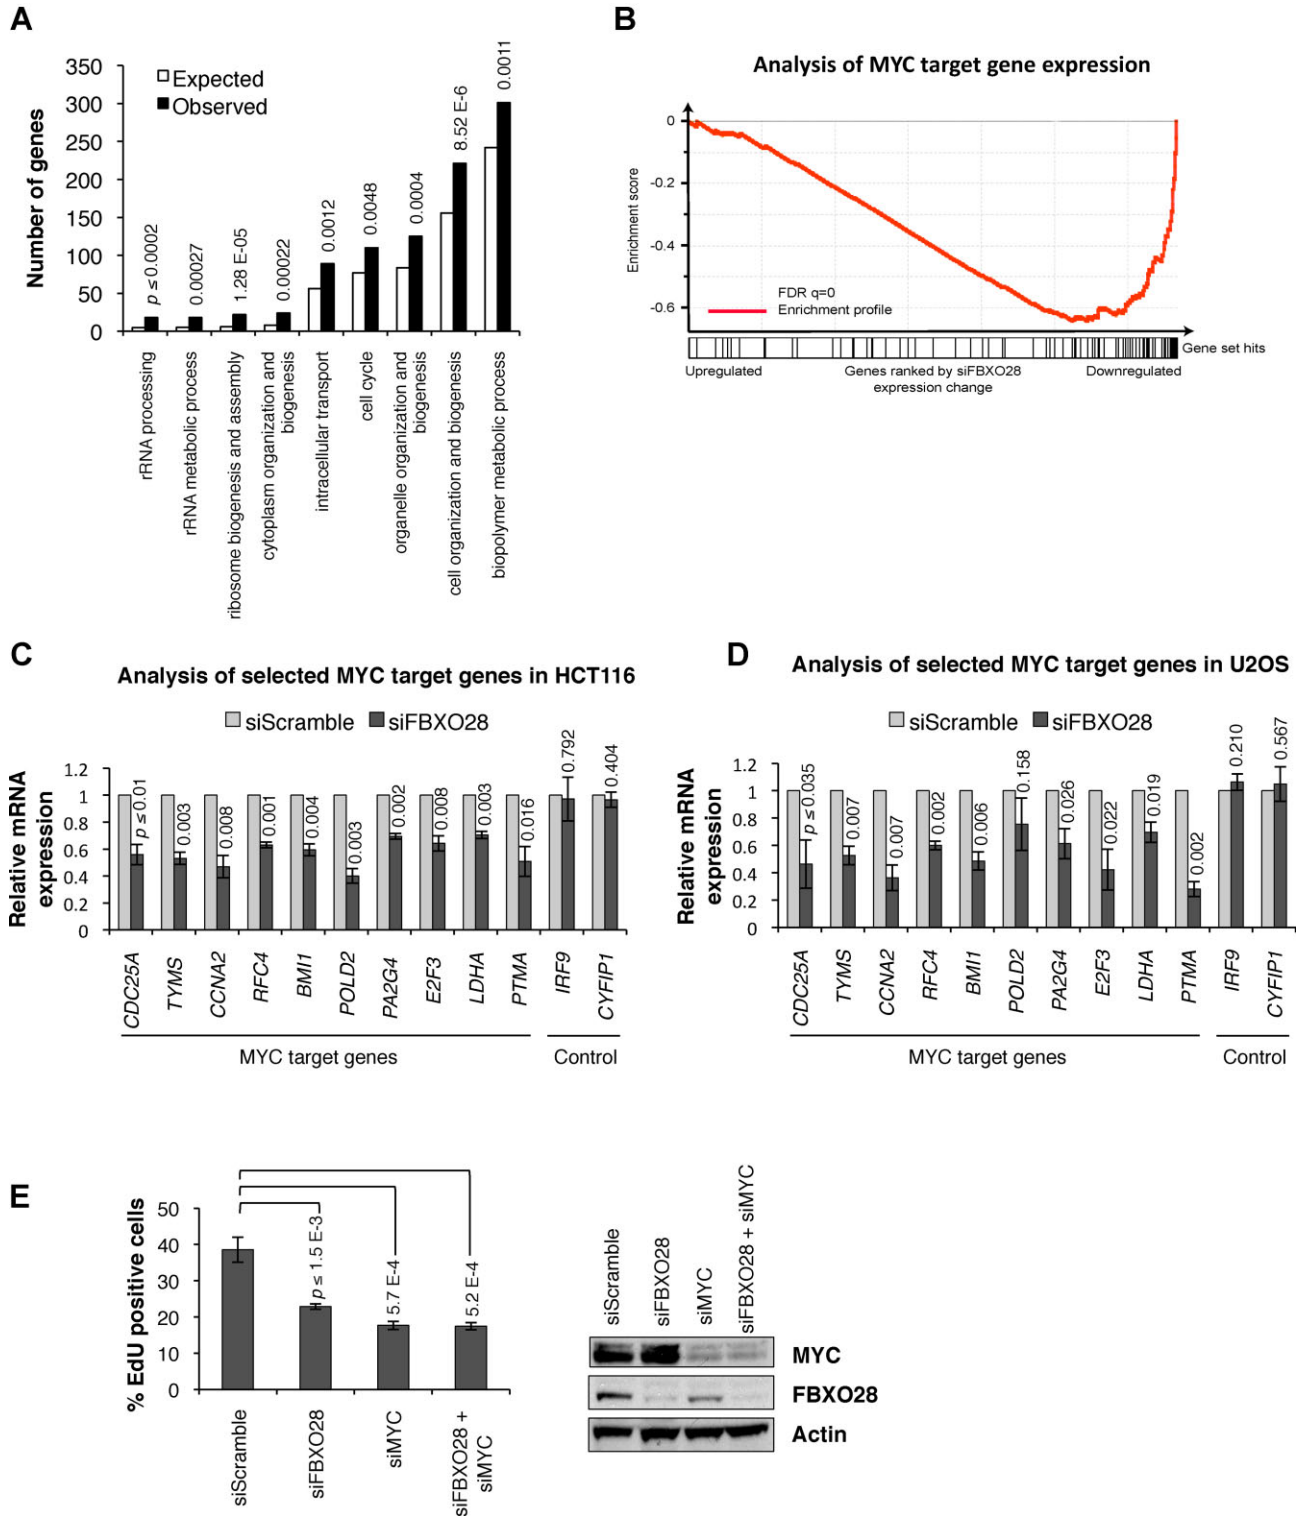 A
350
300
250
200
150
100
50
0
Number of genes
Expected
Observed
p ≤ 0.0002
0.00027
1.28 E-05
0.00022
0.0012
0.0048
0.0004
8.52 E-6
0.0011
rRNA processing
rRNA metabolic process
ribosome biogenesis and assembly
cytoplasm organization and
biogenesis
intracellular transport
cell cycle
organelle organization and
biogenesis
cell organization and biogenesis
biopolymer metabolic process
B
Analysis of MYC target gene expression
0
-0.2
-0.4
-0.6
Enrichment score
FDR q=0
Enrichment profile
Gene set hits
Upregulated
Genes ranked by siFBXO28
expression change
Downregulated
C
Analysis of selected MYC target genes in HCT116
siScramble
siFBXO28
Relative mRNA
expression
1.2
1
0.8
0.6
0.4
0.2
0
p ≤ 0.01
0.003
0.008
0.001
0.004
0.003
0.002
0.008
0.003
0.016
0.792
0.404
CDC25A
TYMS
CCNA2
RFC4
BMI1
POLD2
PA2G4
E2F3
LDHA
PTMA
IRF9
CYFIP1
MYC target genes
Control
D
Analysis of selected MYC target genes in U2OS
siScramble
siFBXO28
Relative mRNA
expression
1.2
1
0.8
0.6
0.4
0.2
0
p ≤ 0.035
0.007
0.007
0.002
0.006
0.158
0.026
0.022
0.019
0.002
0.210
0.567
CDC25A
TYMS
CCNA2
RFC4
BMI1
POLD2
PA2G4
E2F3
LDHA
PTMA
IRF9
CYFIP1
MYC target genes
Control
E
% EdU positive cells
50
40
30
20
10
0
p ≤ 1.5 E-3
5.7 E-4
5.2 E-4
siScramble
siFBXO28
siMYC
siFBXO28 +
siMYC
siScramble
siFBXO28
siMYC
siFBXO28 + siMYC
MYC
FBXO28
Actin